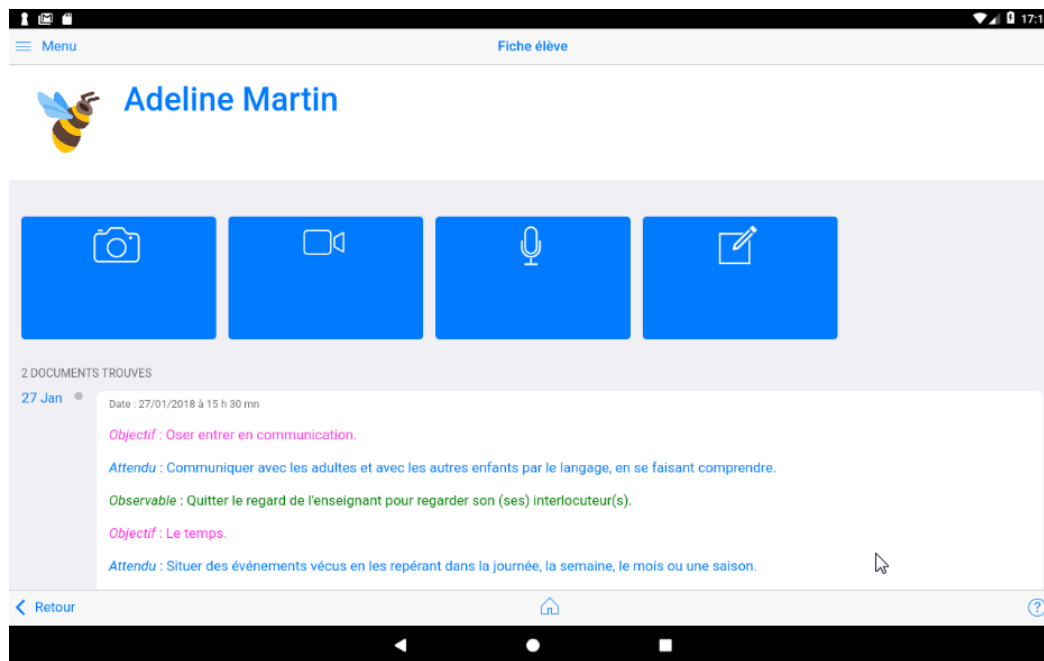 17:1
Menu
Fiche élève
Adeline Martin
2 DOCUMENTS TROUVES
27 Jan
Date : 27/01/2018 à 15 h 30 mn
Objectif : Oser entrer en communication.
Attendu : Communiquer avec les adultes et avec les autres enfants par le langage, en se faisant comprendre.
Observable : Quitter le regard de l'enseignant pour regarder son (ses) interlocuteur(s).
Objectif : Le temps.
Attendu : Situer des événements vécus en les repérant dans la journée, la semaine, le mois ou une saison.
Retour
?